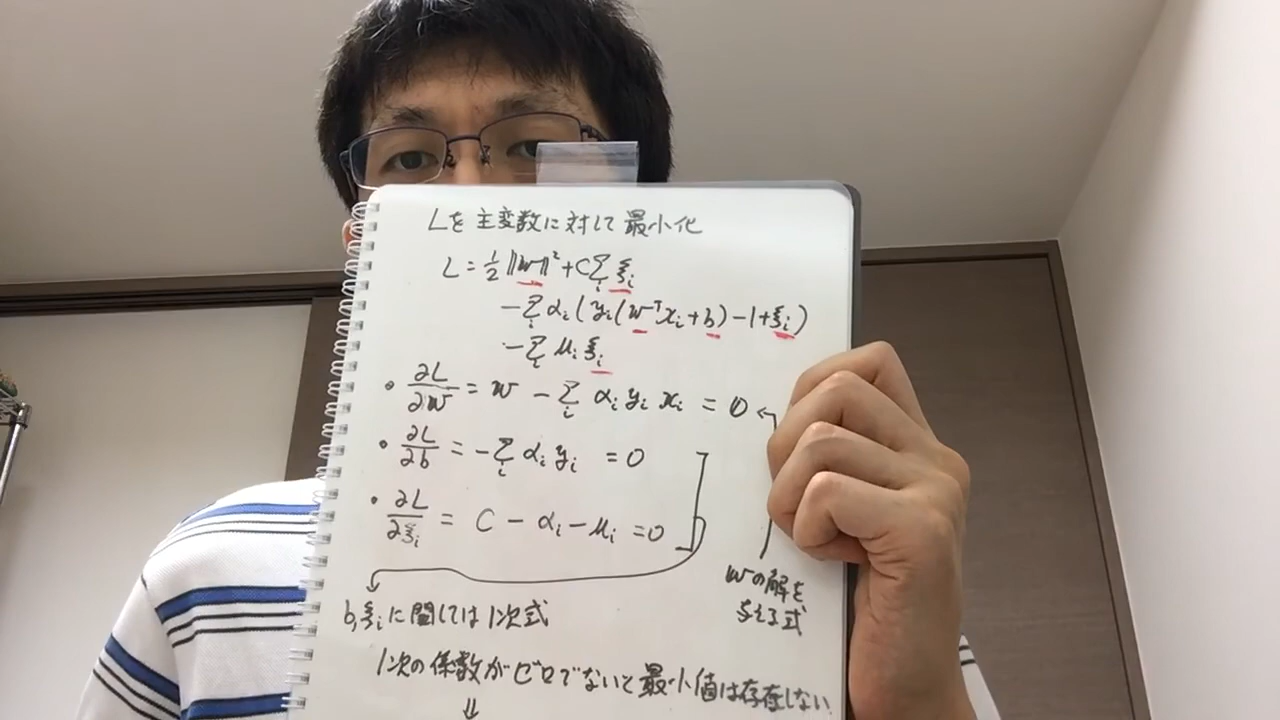 Lを主変数に対して最小化
L = 1/2 ||w||² + C Σᵢ ξᵢ
- Σᵢ αᵢ (yᵢ(wᵀxᵢ+b) - 1 + ξᵢ)
- Σᵢ μᵢ ξᵢ
• ∂L/∂w = w - Σᵢ αᵢ yᵢ xᵢ = 0 ←
• ∂L/∂b = - Σᵢ αᵢ yᵢ = 0
• ∂L/∂ξᵢ = C - αᵢ - μᵢ = 0
wの解を
与える式
b, ξᵢに関しては1次式
1次の係数がゼロでないと最小値は存在しない
⇓